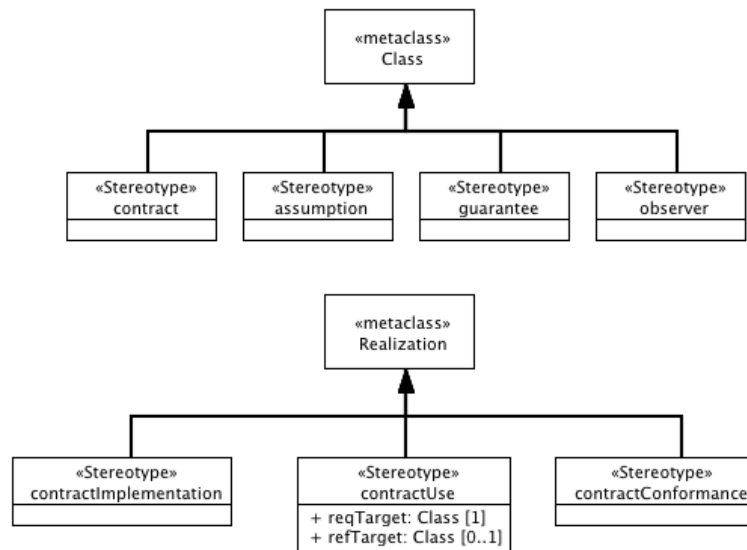 «metaclass»
Class
«Stereotype» «Stereotype» «Stereotype» «Stereotype»
contract assumption guarantee observer
«metaclass»
Realization
«Stereotype» «Stereotype» «Stereotype»
contractImplementation contractUse contractConformance
+ reqTarget: Class [1]
+ refTarget: Class [0..1]